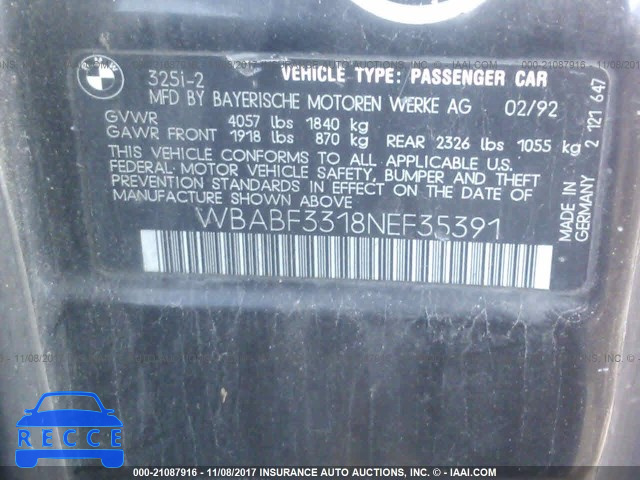 BMW
325i-2
VEHICLE TYPE: PASSENGER CAR
MFD BY BAYERISCHE MOTOREN WERKE AG 02/92
GVWR 4057 lbs 1840 kg
GAWR FRONT 1918 lbs 870 kg REAR 2326 lbs 1055 kg
THIS VEHICLE CONFORMS TO ALL APPLICABLE U.S.
FEDERAL MOTOR VEHICLE SAFETY, BUMPER AND THEFT
PREVENTION STANDARDS IN EFFECT ON THE DATE OF
MANUFACTURE SHOWN ABOVE
WBABF3318NEF35391
MADE IN
GERMANY 2 121 647
RECCE
000-21087916 - 11/08/2017 INSURANCE AUTO AUCTIONS, INC. - © IAAI.COM